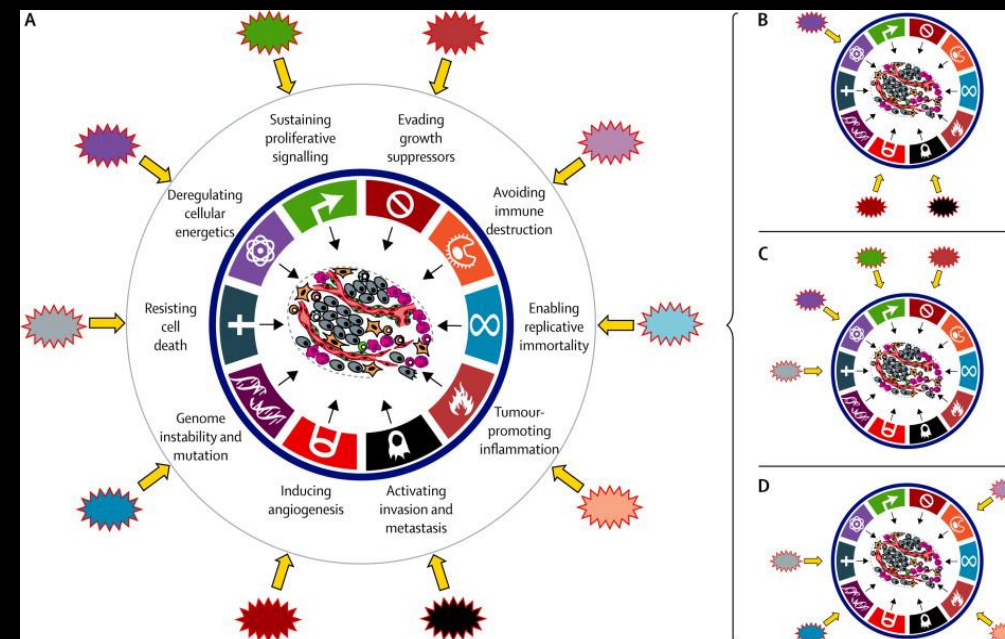 A
Sustaining
proliferative
signalling
Evading
growth
suppressors
Deregulating
cellular
energetics
Avoiding
immune
destruction
Resisting
cell
death
Enabling
replicative
immortality
Genome
instability and
mutation
Tumour-
promoting
inflammation
Inducing
angiogenesis
Activating
invasion and
metastasis
B
C
D